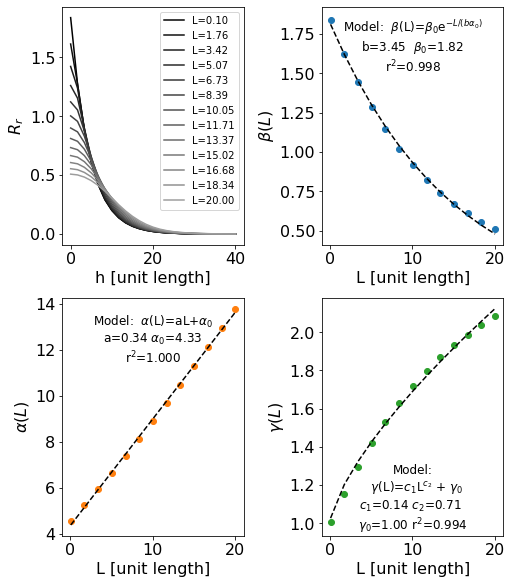 L=0.10
L=1.76
L=3.42
L=5.07
L=6.73
L=8.39
L=10.05
L=11.71
L=13.37
L=15.02
L=16.68
L=18.34
L=20.00
1.5
1.0
0.5
0.0
R_r
0 20 40
h [unit length]
Model: β(L)=β₀e^{-L/(bα₀)}
b=3.45 β₀=1.82
r²=0.998
1.75
1.50
1.25
1.00
0.75
0.50
β(L)
0 10 20
L [unit length]
Model: α(L)=aL+α₀
a=0.34 α₀=4.33
r²=1.000
14
12
10
8
6
4
α(L)
0 10 20
L [unit length]
2.0
1.8
1.6
1.4
1.2
1.0
γ(L)
Model:
γ(L)=c₁L^{c₂} + γ₀
c₁=0.14 c₂=0.71
γ₀=1.00 r²=0.994
0 10 20
L [unit length]